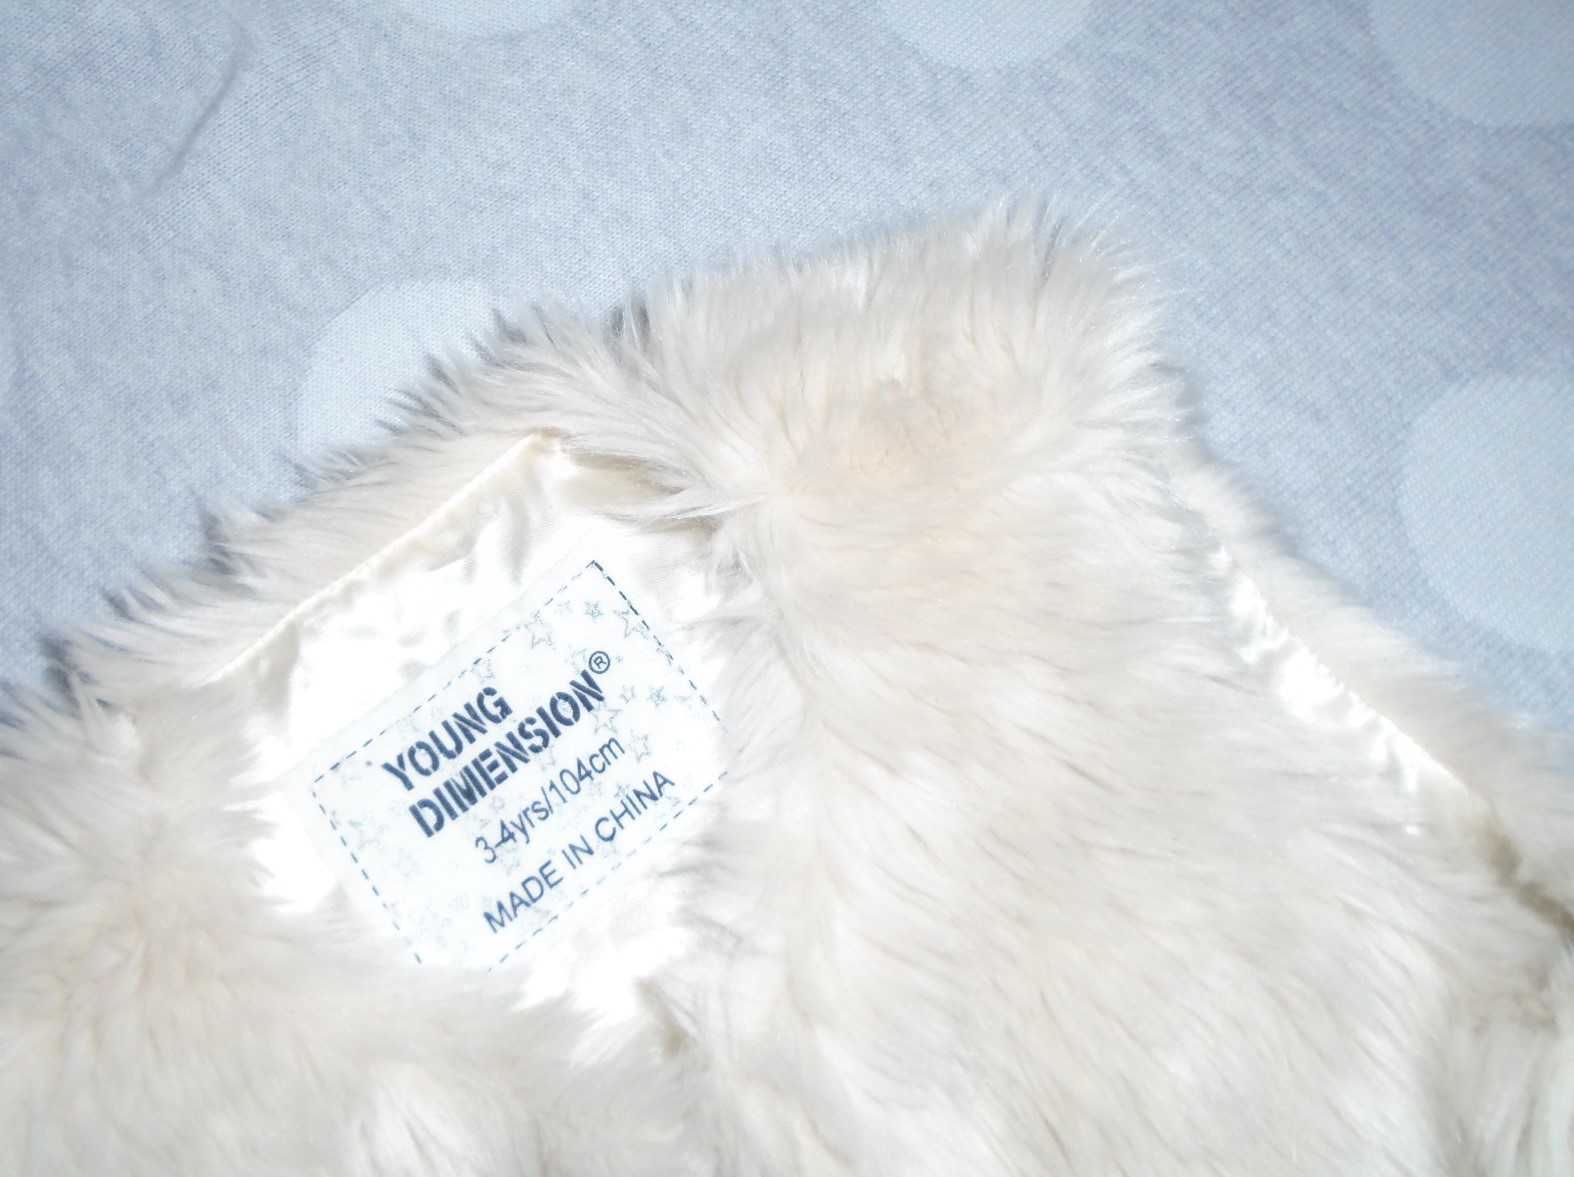 YOUNG
DIMENSION®
3-4yrs/104cm
MADE IN CHINA